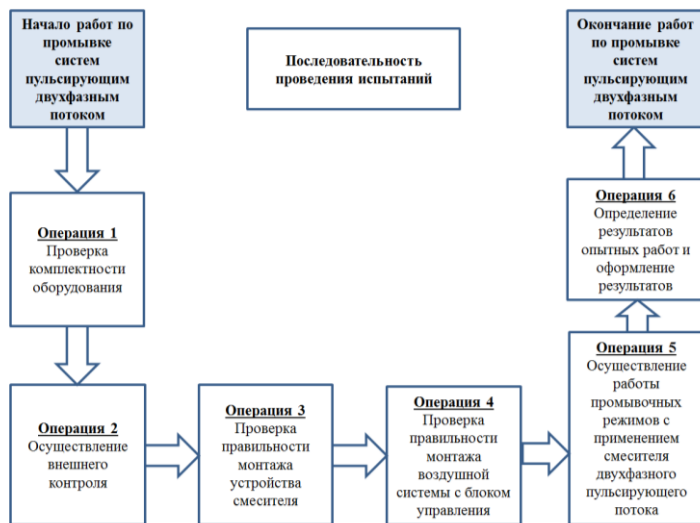 Начало работ по
промывке
систем
пульсирующим
двухфазным
потоком
Последовательность
проведения испытаний
Окончание работ
по промывке
систем
пульсирующим
двухфазным
потоком
Операция 1
Проверка
комплектности
оборудования
Операция 2
Осуществление
внешнего
контроля
Операция 3
Проверка
правильности
монтажа
устройства
смесителя
Операция 4
Проверка
правильности
монтажа
воздушной
системы с блоком
управления
Операция 5
Осуществление
работы
промывочных
режимов с
применением
смесителя
двухфазного
пульсирующего
потока
Операция 6
Определение
результатов
опытных работ и
оформление
результатов